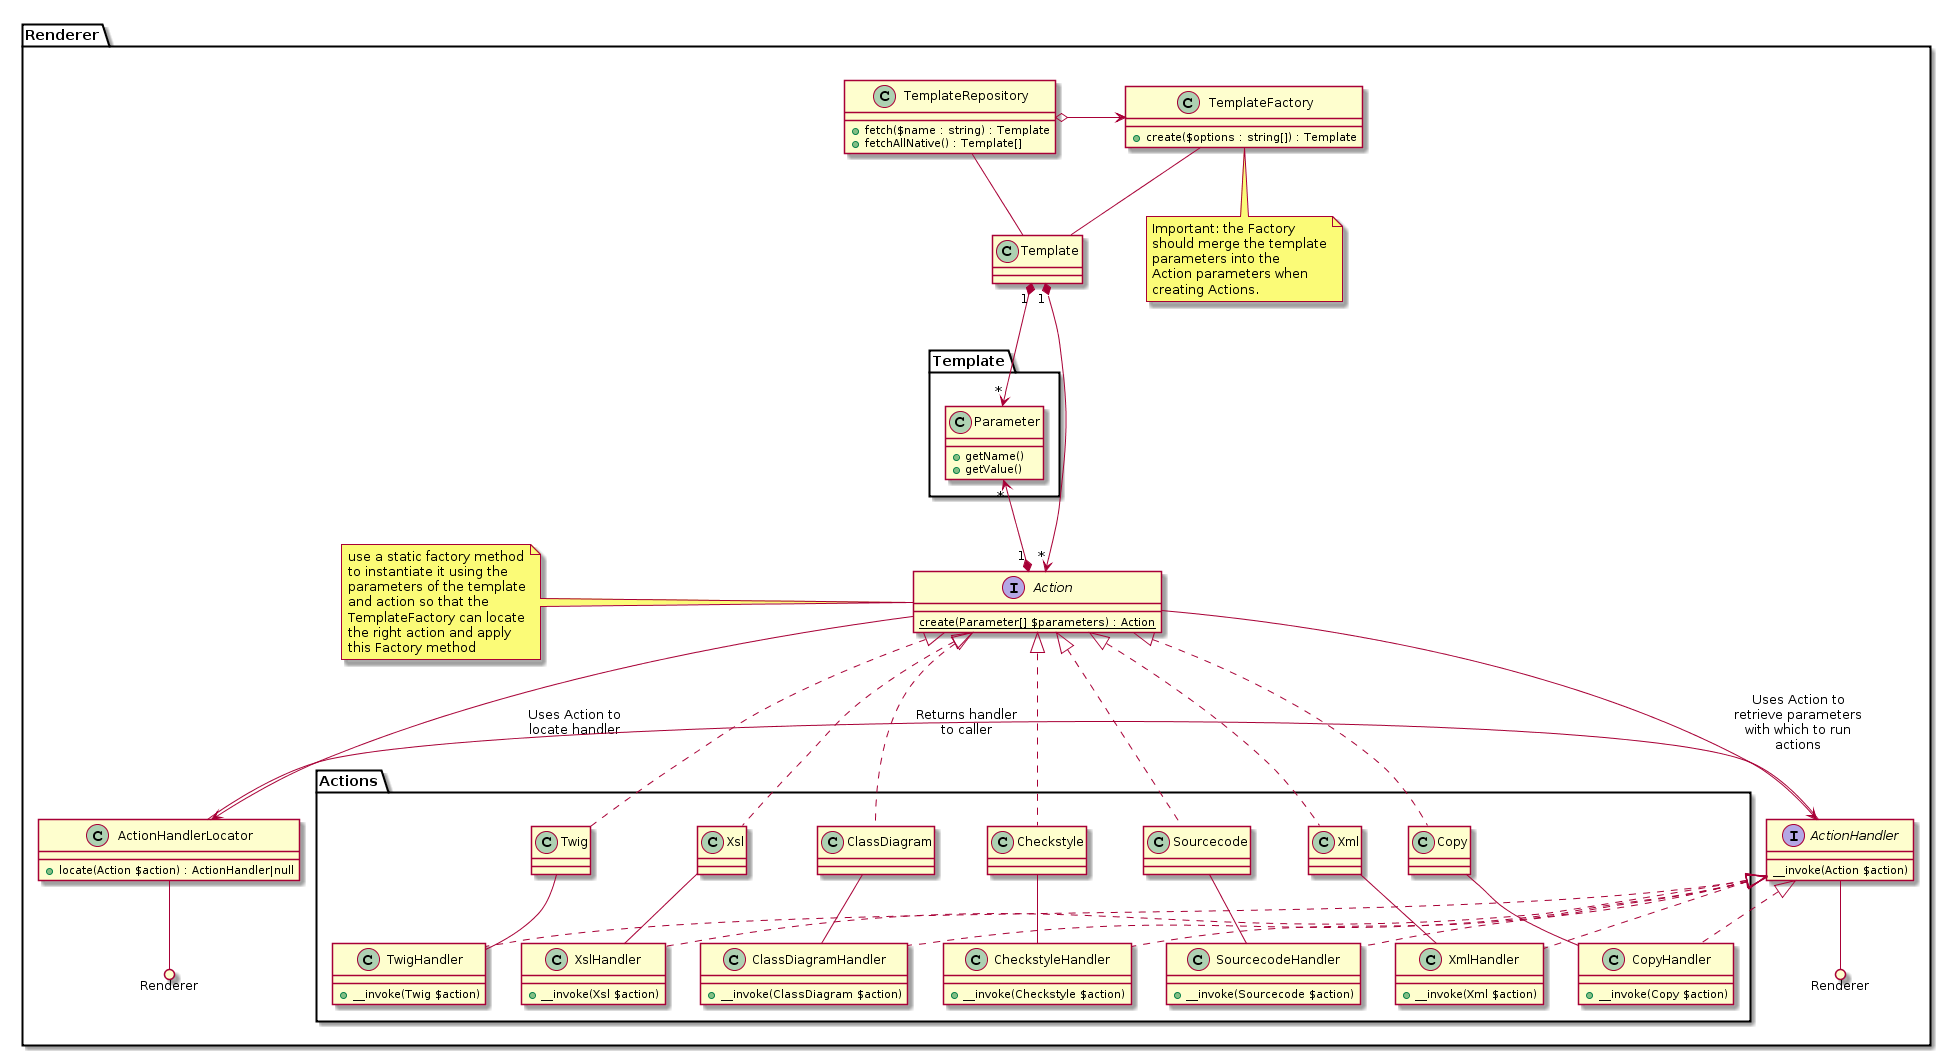 Renderer
C TemplateRepository
fetch($name : string) : Template
fetchAllNative() : Template[]
C TemplateFactory
create($options : string[]) : Template
Important: the Factory
should merge the template
parameters into the
Action parameters when
creating Actions.
C Template
1
1
Template
*
C Parameter
getName()
getValue()
*
1
*
use a static factory method
to instantiate it using the
parameters of the template
and action so that the
TemplateFactory can locate
the right action and apply
this Factory method
I Action
create(Parameter[] $parameters) : Action
Uses Action to
locate handler
Returns handler
to caller
Uses Action to
retrieve parameters
with which to run
actions
Actions
C ActionHandlerLocator
locate(Action $action) : ActionHandler|null
C Twig
C Xsl
C ClassDiagram
C Checkstyle
C Sourcecode
C Xml
C Copy
I ActionHandler
__invoke(Action $action)
C TwigHandler
__invoke(Twig $action)
C XslHandler
__invoke(Xsl $action)
C ClassDiagramHandler
__invoke(ClassDiagram $action)
C CheckstyleHandler
__invoke(Checkstyle $action)
C SourcecodeHandler
__invoke(Sourcecode $action)
C XmlHandler
__invoke(Xml $action)
C CopyHandler
__invoke(Copy $action)
Renderer
Renderer